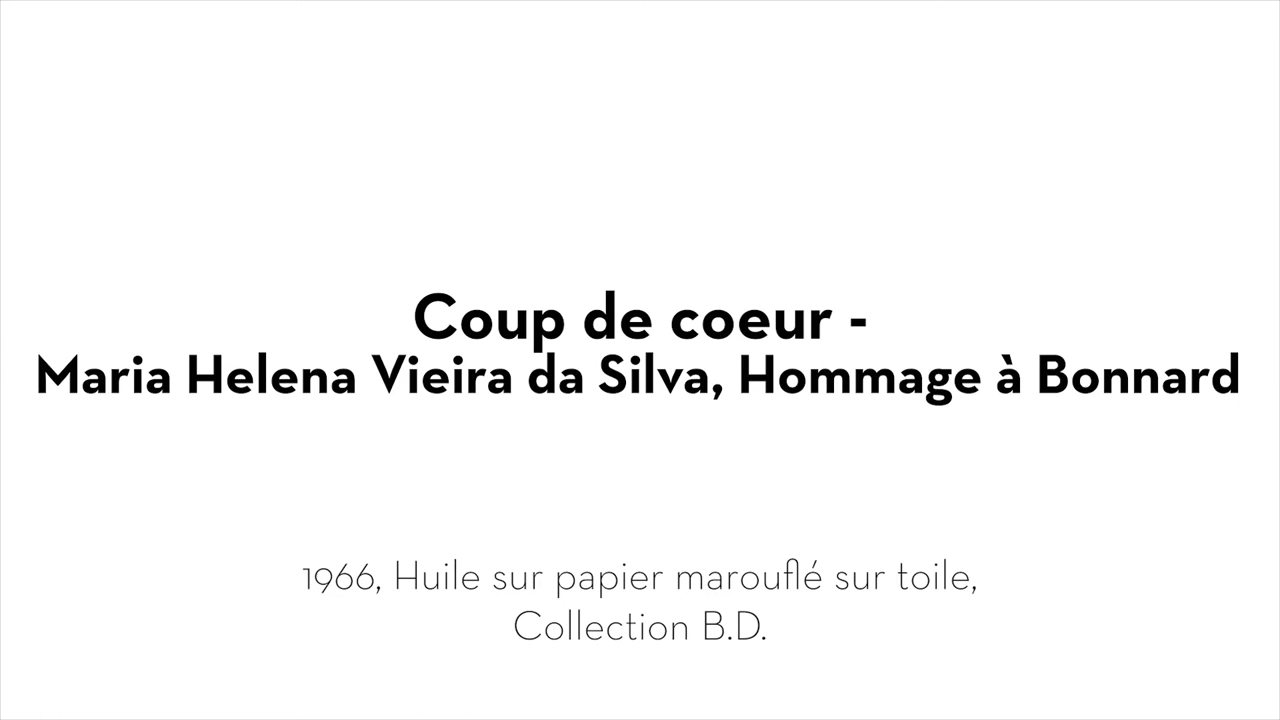 Coup de coeur -
Maria Helena Vieira da Silva, Hommage à Bonnard
1966, Huile sur papier marouflé sur toile,
Collection B.D.